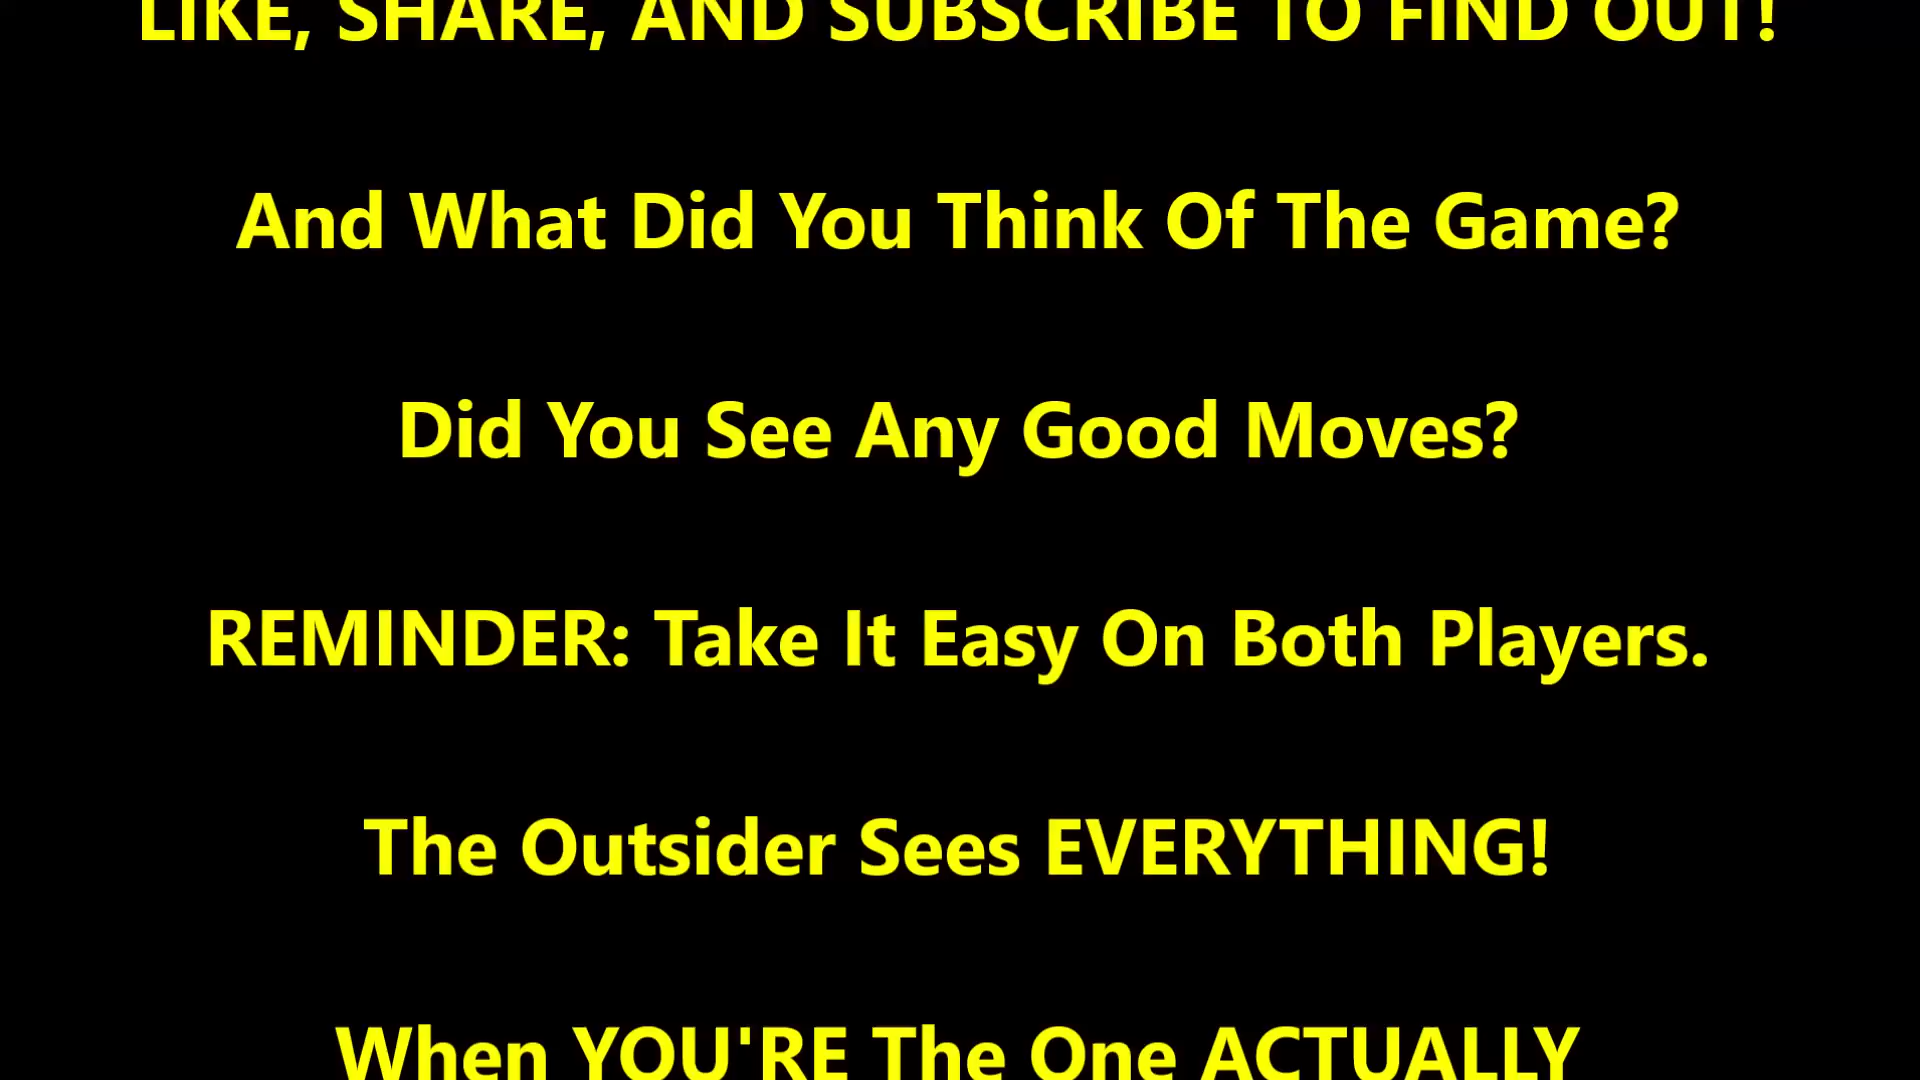 LIKE, SHARE, AND SUBSCRIBE TO FIND OUT!
And What Did You Think Of The Game?
Did You See Any Good Moves?
REMINDER: Take It Easy On Both Players.
The Outsider Sees EVERYTHING!
When YOU'RE The One ACTUALLY